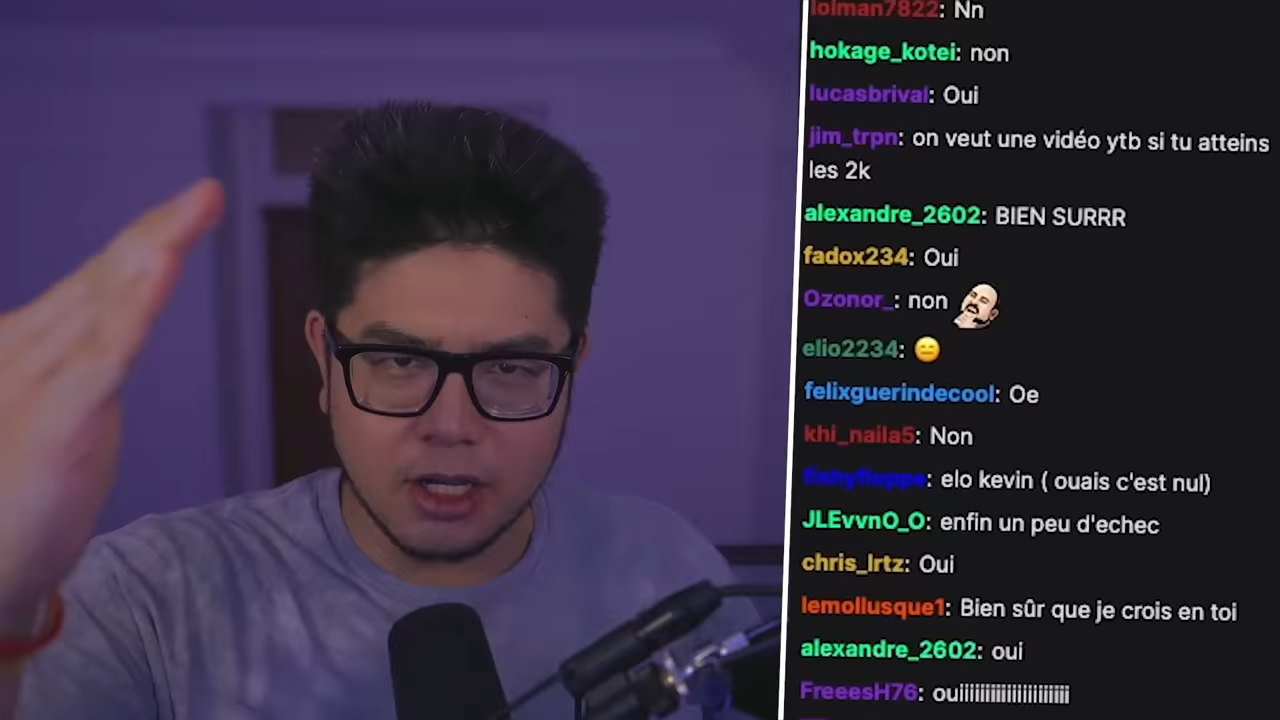 lolman7822: Nn
hokage_kotei: non
lucasbrival: Oui
jim_trpn: on veut une vidéo ytb si tu atteins
les 2k
alexandre_2602: BIEN SURRR
fadox234: Oui
Ozonor_: non
elio2234: 😑
felixguerindecool: Oe
khi_naila5: Non
fishyfloppe: elo kevin ( ouais c'est nul)
JLEvvnO_O: enfin un peu d'echec
chris_lrtz: Oui
lemollusque1: Bien sûr que je crois en toi
alexandre_2602: oui
FreeesH76: ouiiiiiiiiiiiiiiiiiiiiii